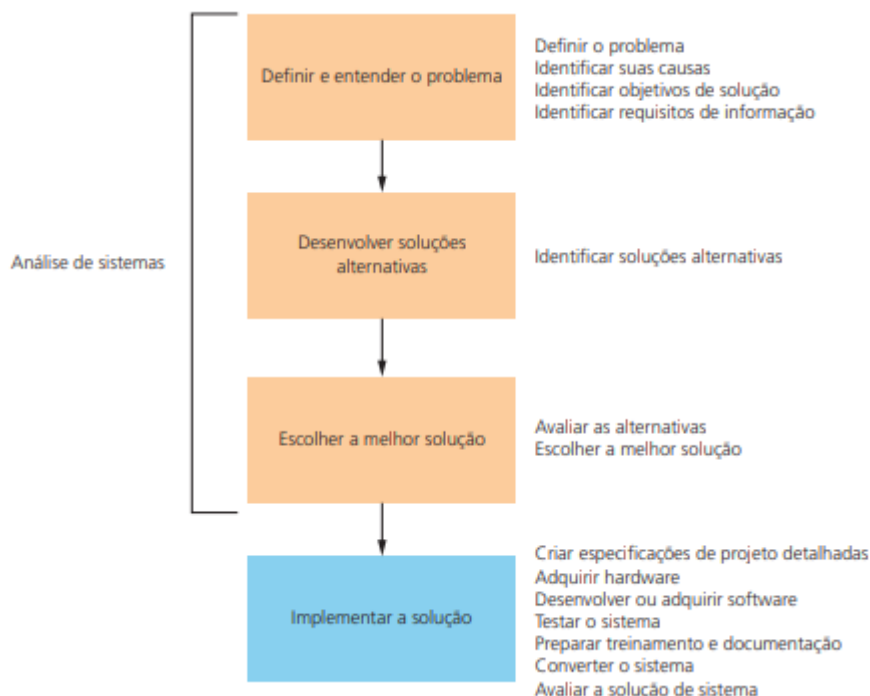 Definir e entender o problema
Definir o problema
Identificar suas causas
Identificar objetivos de solução
Identificar requisitos de informação
Análise de sistemas
Desenvolver soluções
alternativas
Identificar soluções alternativas
Escolher a melhor solução
Avaliar as alternativas
Escolher a melhor solução
Implementar a solução
Criar especificações de projeto detalhadas
Adquirir hardware
Desenvolver ou adquirir software
Testar o sistema
Preparar treinamento e documentação
Converter o sistema
Avaliar a solução de sistema